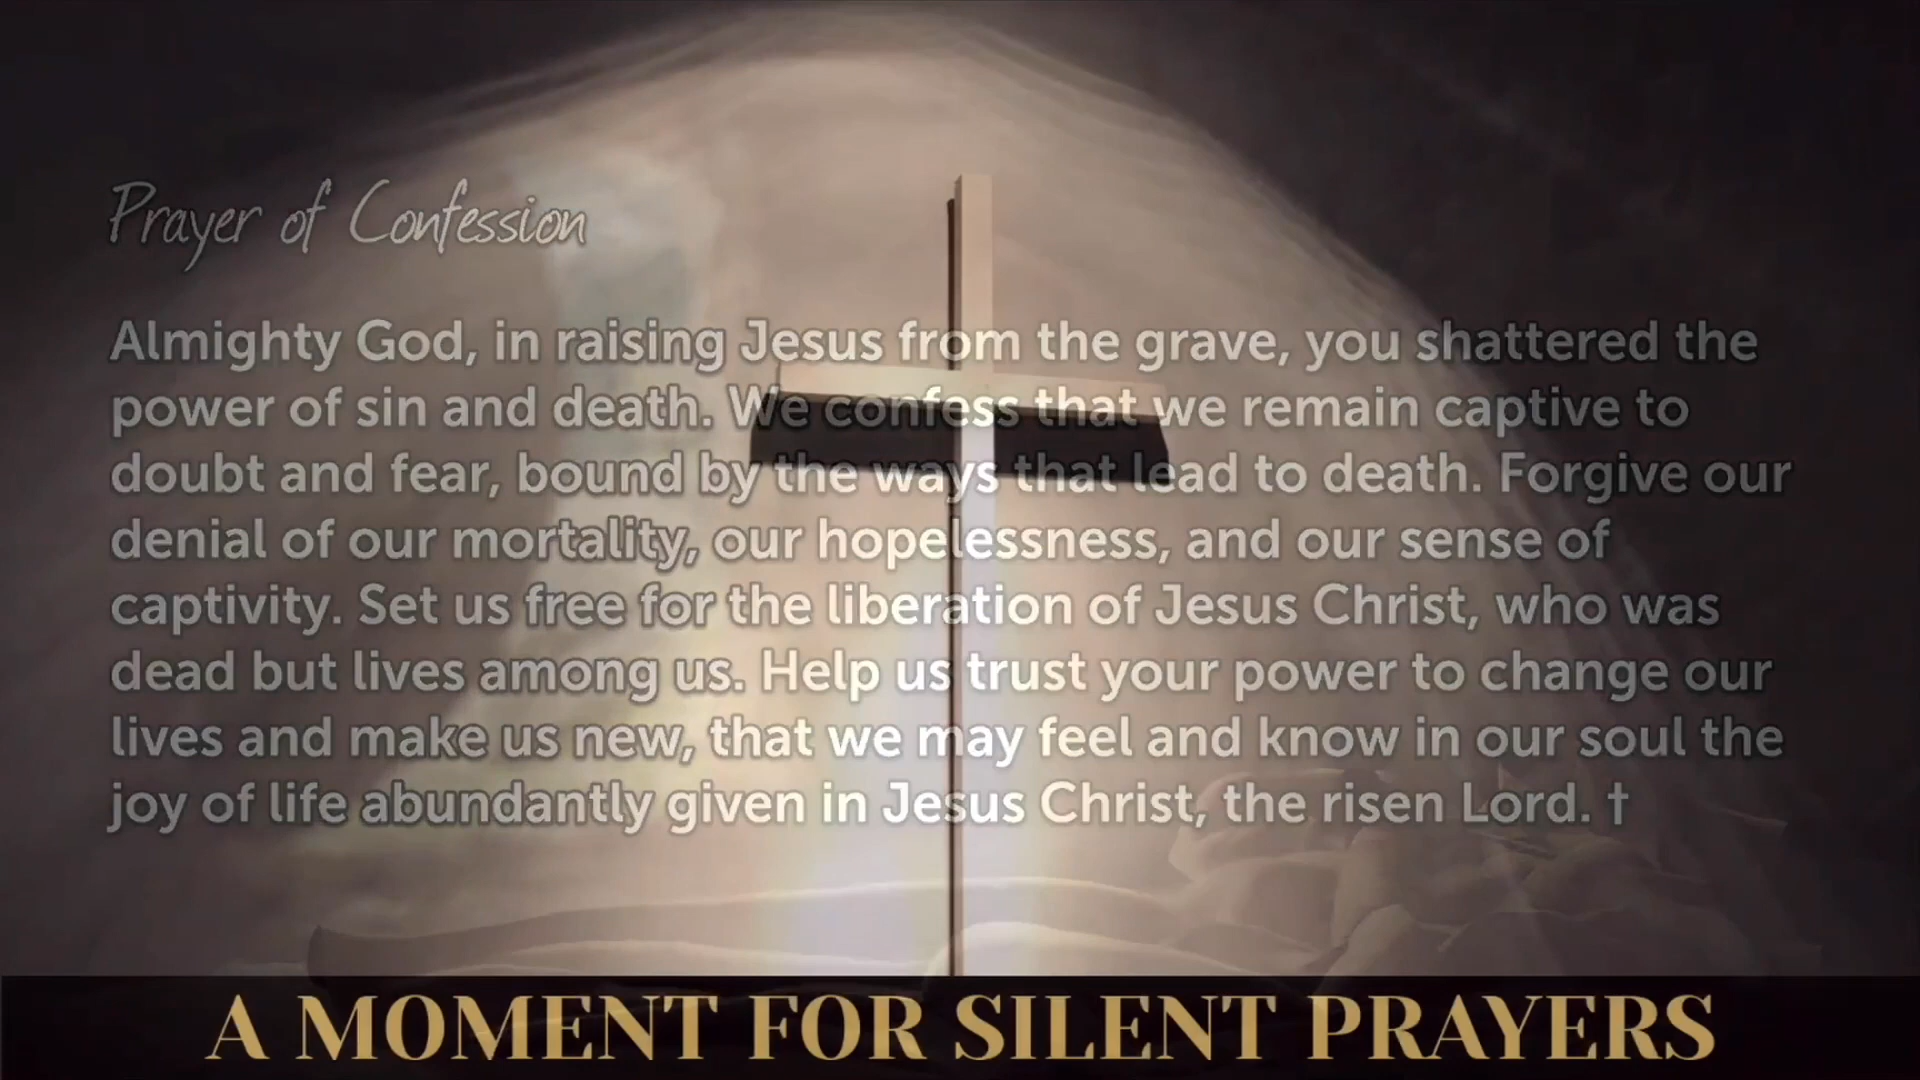 Prayer of Confession
Almighty God, in raising Jesus from the grave, you shattered the
power of sin and death. We confess that we remain captive to
doubt and fear, bound by the ways that lead to death. Forgive our
denial of our mortality, our hopelessness, and our sense of
captivity. Set us free for the liberation of Jesus Christ, who was
dead but lives among us. Help us trust your power to change our
lives and make us new, that we may feel and know in our soul the
joy of life abundantly given in Jesus Christ, the risen Lord. †
A MOMENT FOR SILENT PRAYERS